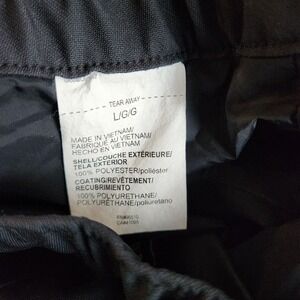 TEAR AWAY
L/G/G
MADE IN VIETNAM/
FABRIQUÉ AU VIETNAM/
HECHO EN VIETNAM
SHELL/COUCHE EXTÉRIEURE/
TELA EXTERIOR
100% POLYESTER/poliéster
COATING/REVÊTEMENT/
RECUBRIMIENTO
100% POLYURETHANE/
POLYURÉTHANE/poliuretano